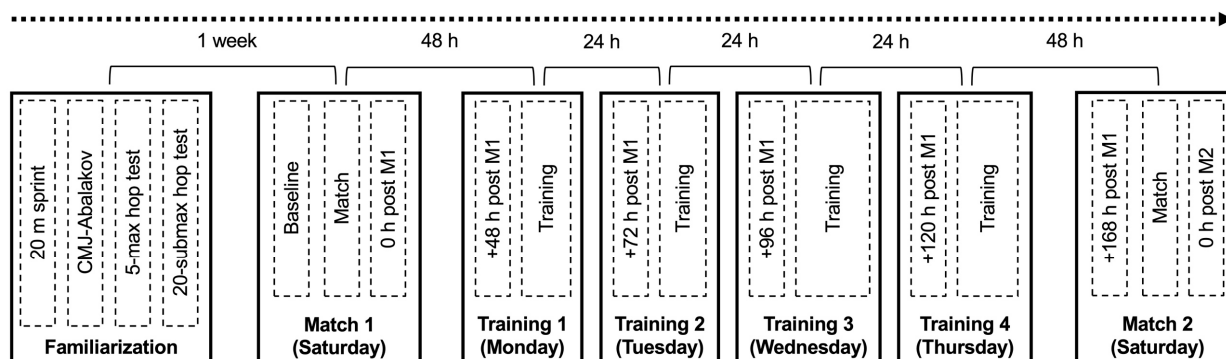 1 week
48 h
24 h
24 h
24 h
48 h
20 m sprint
CMJ-Abalakov
5-max hop test
20-submax hop test
Familiarization
Baseline
Match
0 h post M1
Match 1
(Saturday)
+48 h post M1
Training
Training 1
(Monday)
+72 h post M1
Training
Training 2
(Tuesday)
+96 h post M1
Training
Training 3
(Wednesday)
+120 h post M1
Training
Training 4
(Thursday)
+168 h post M1
Match
0 h post M2
Match 2
(Saturday)